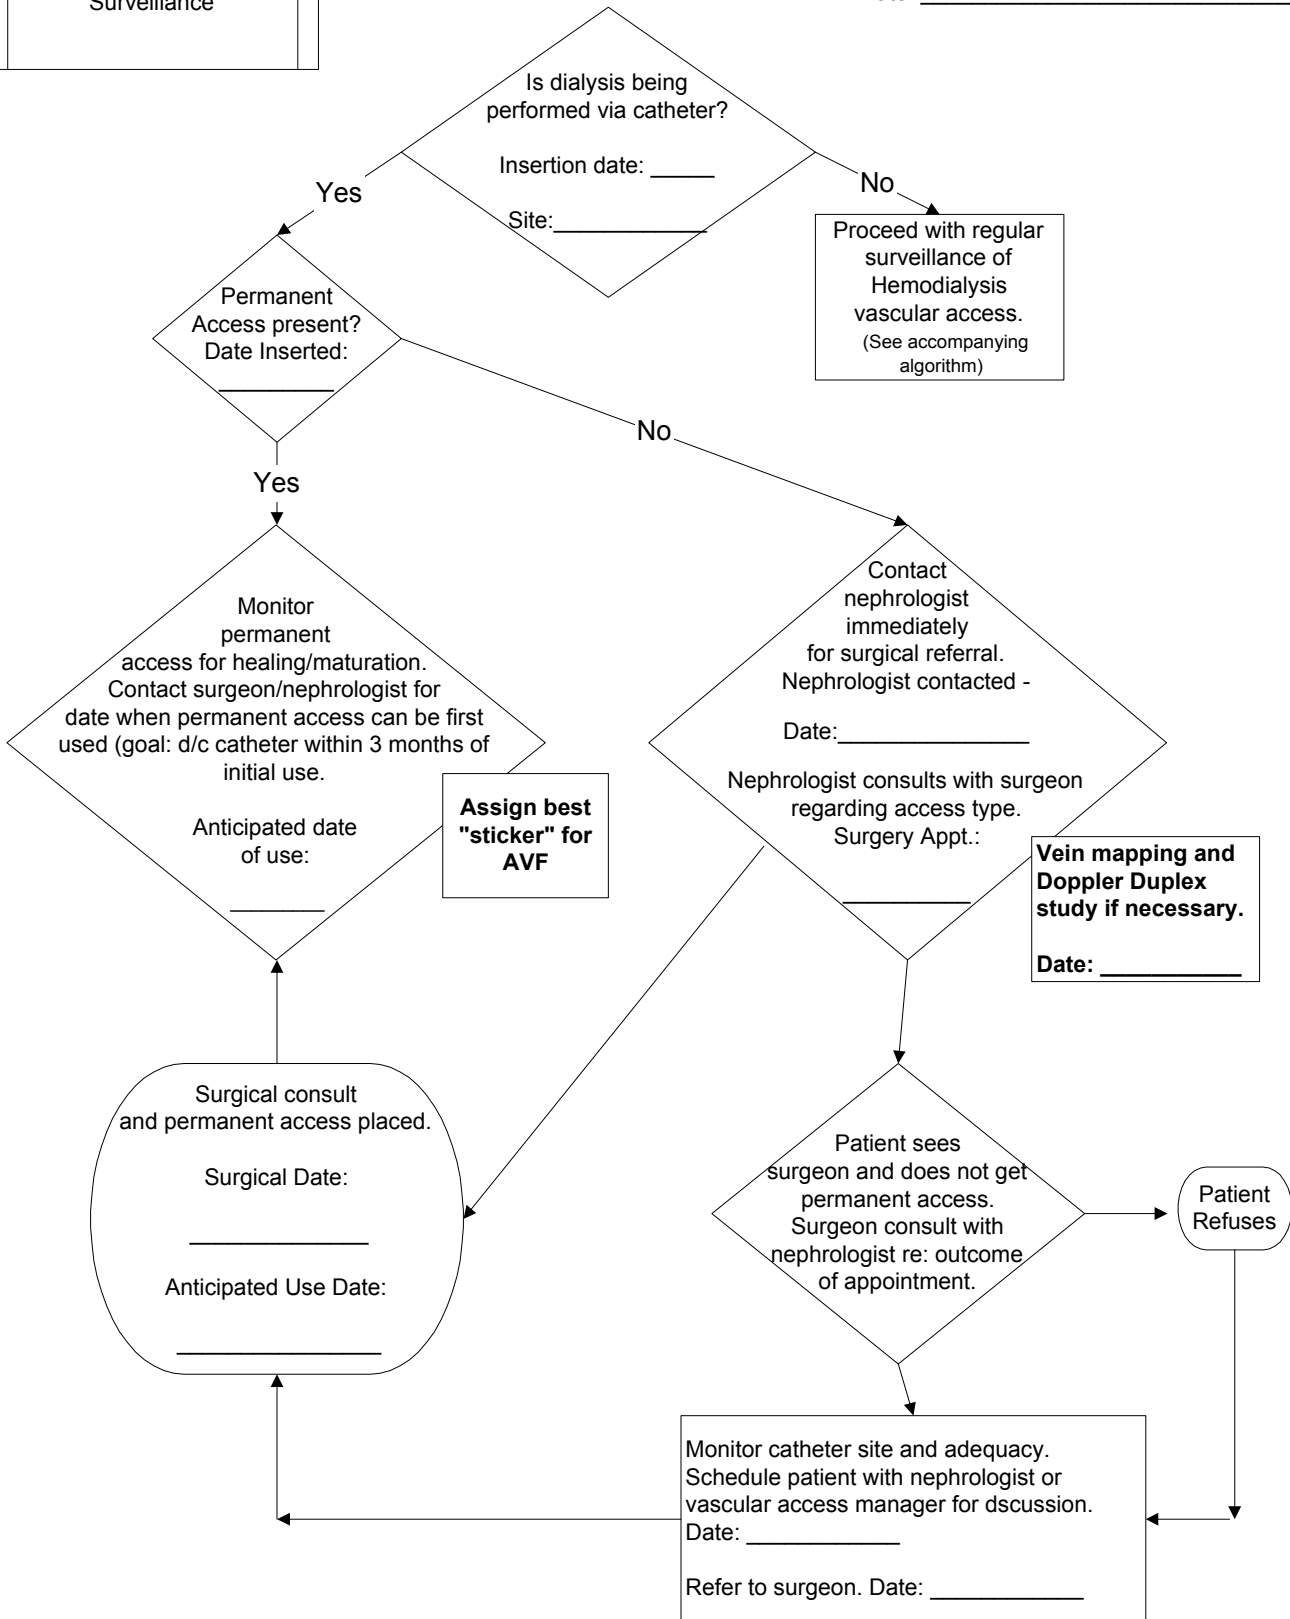 Surveillance
Is dialysis being
performed via catheter?
Insertion date: _____
Site:____________
Yes
No
Proceed with regular
surveillance of
Hemodialysis
vascular access.
(See accompanying
algorithm)
Permanent
Access present?
Date Inserted:
_________
No
Yes
Monitor
permanent
access for healing/maturation.
Contact surgeon/nephrologist for
date when permanent access can be first
used (goal: d/c catheter within 3 months of
initial use.
Anticipated date
of use:
________
Assign best
"sticker" for
AVF
Contact
nephrologist
immediately
for surgical referral.
Nephrologist contacted -
Date:_______________
Nephrologist consults with surgeon
regarding access type.
Surgery Appt.:
__________
Vein mapping and
Doppler Duplex
study if necessary.
Date: ___________
Surgical consult
and permanent access placed.
Surgical Date:
______________
Anticipated Use Date:
________________
Patient sees
surgeon and does not get
permanent access.
Surgeon consult with
nephrologist re: outcome
of appointment.
Patient
Refuses
Monitor catheter site and adequacy.
Schedule patient with nephrologist or
vascular access manager for dscussion.
Date: ____________
Refer to surgeon. Date: ____________